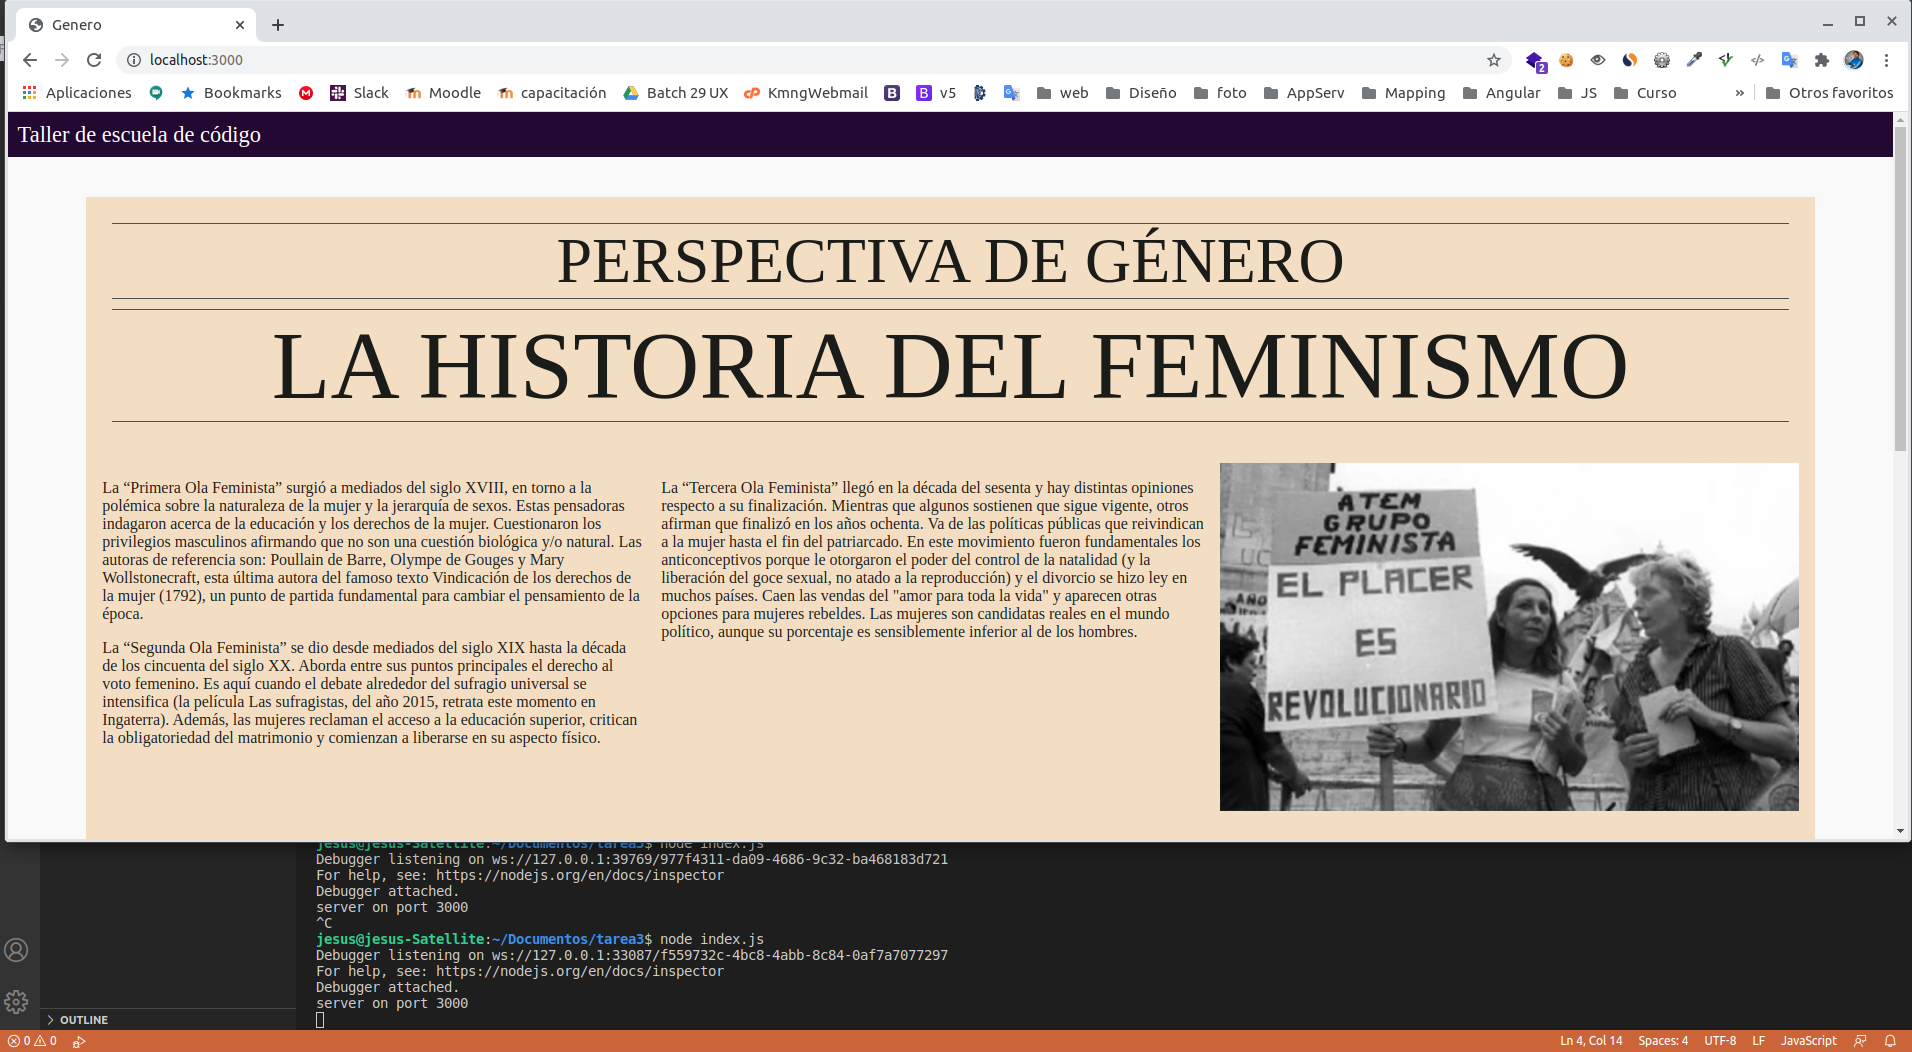 Genero
localhost:3000
2
Aplicaciones
Bookmarks
Slack
Moodle
capacitación
Batch 29 UX
KmngWebmail
v5
web
Diseño
foto
AppServ
Mapping
Angular
JS
Curso
»
Otros favoritos
Taller de escuela de código
PERSPECTIVA DE GÉNERO
LA HISTORIA DEL FEMINISMO
La “Primera Ola Feminista” surgió a mediados del siglo XVIII, en torno a la
polémica sobre la naturaleza de la mujer y la jerarquía de sexos. Estas pensadoras
indagaron acerca de la educación y los derechos de la mujer. Cuestionaron los
privilegios masculinos afirmando que no son una cuestión biológica y/o natural. Las
autoras de referencia son: Poullain de Barre, Olympe de Gouges y Mary
Wollstonecraft, esta última autora del famoso texto Vindicación de los derechos de
la mujer (1792), un punto de partida fundamental para cambiar el pensamiento de la
época.
La “Segunda Ola Feminista” se dio desde mediados del siglo XIX hasta la década
de los cincuenta del siglo XX. Aborda entre sus puntos principales el derecho al
voto femenino. Es aquí cuando el debate alrededor del sufragio universal se
intensifica (la película Las sufragistas, del año 2015, retrata este momento en
Ingaterra). Además, las mujeres reclaman el acceso a la educación superior, critican
la obligatoriedad del matrimonio y comienzan a liberarse en su aspecto físico.
La “Tercera Ola Feminista” llegó en la década del sesenta y hay distintas opiniones
respecto a su finalización. Mientras que algunos sostienen que sigue vigente, otros
afirman que finalizó en los años ochenta. Va de las políticas públicas que reivindican
a la mujer hasta el fin del patriarcado. En este movimiento fueron fundamentales los
anticonceptivos porque le otorgaron el poder del control de la natalidad (y la
liberación del goce sexual, no atado a la reproducción) y el divorcio se hizo ley en
muchos países. Caen las vendas del "amor para toda la vida" y aparecen otras
opciones para mujeres rebeldes. Las mujeres son candidatas reales en el mundo
político, aunque su porcentaje es sensiblemente inferior al de los hombres.
ATEM
GRUPO
FEMINISTA
EL PLACER
ES
REVOLUCIONARIO
AÑO
jesus@jesus-Satellite:~/Documentos/tarea3$ node index.js
Debugger listening on ws://127.0.0.1:39769/977f4311-da09-4686-9c32-ba468183d721
For help, see: https://nodejs.org/en/docs/inspector
Debugger attached.
server on port 3000
^C
jesus@jesus-Satellite:~/Documentos/tarea3$ node index.js
Debugger listening on ws://127.0.0.1:33087/f559732c-4bc8-4abb-8c84-0af7a7077297
For help, see: https://nodejs.org/en/docs/inspector
Debugger attached.
server on port 3000
OUTLINE
0 0
Ln 4, Col 14
Spaces: 4
UTF-8
LF
JavaScript